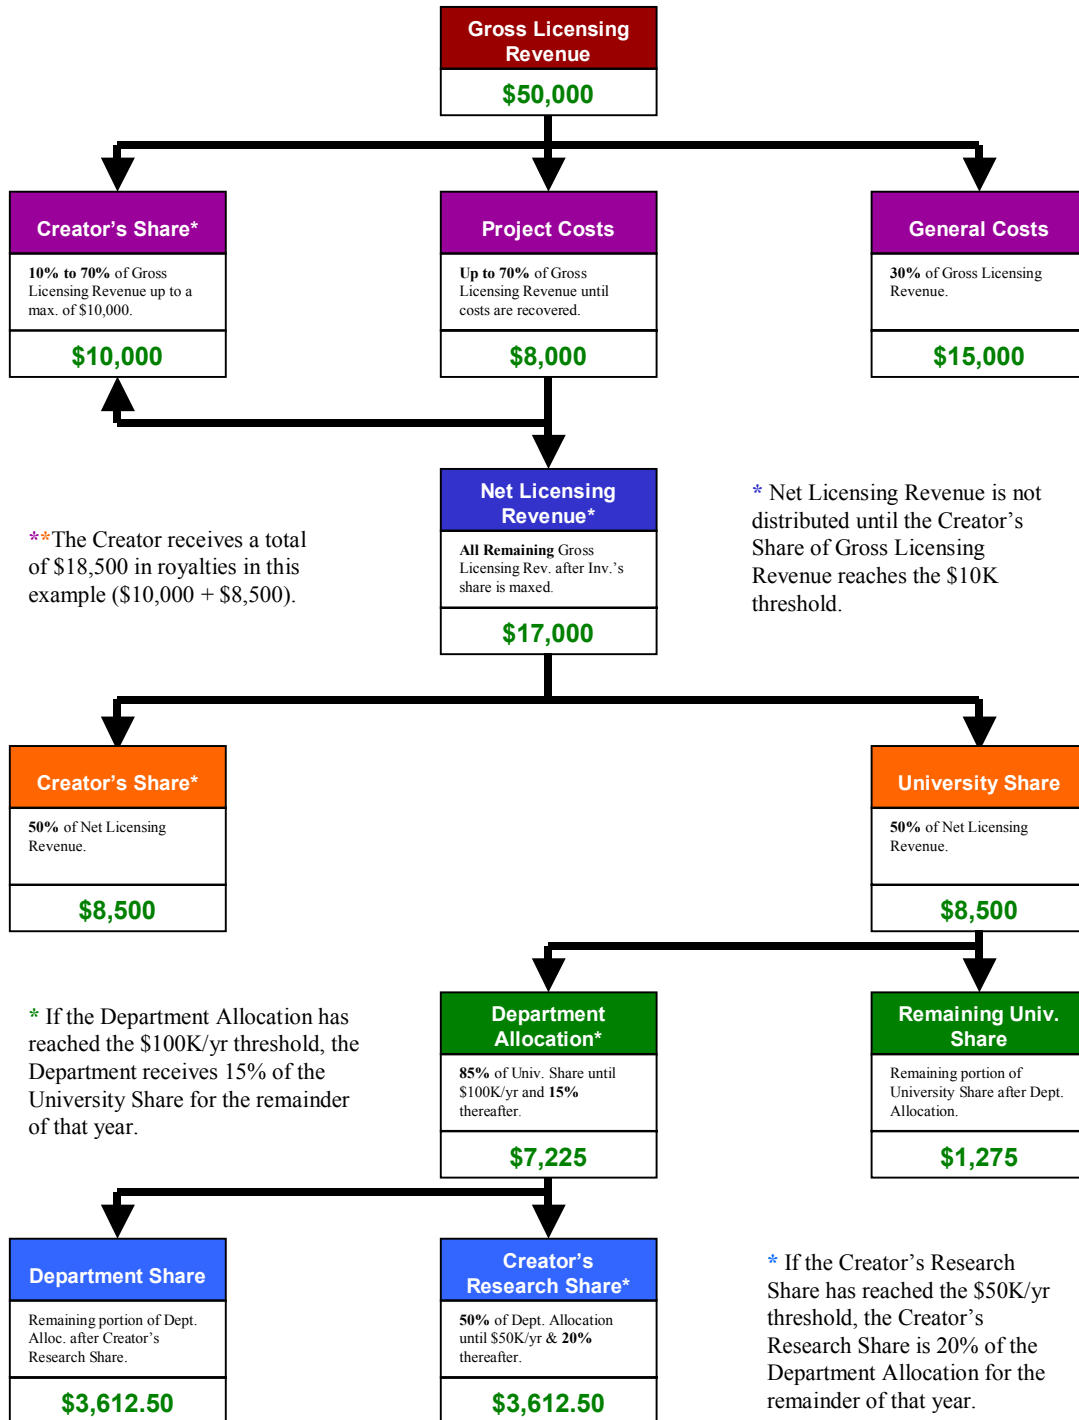 Gross Licensing
Revenue
$50,000
Creator's Share*
10% to 70% of Gross
Licensing Revenue up to a
max. of $10,000.
$10,000
Project Costs
Up to 70% of Gross
Licensing Revenue until
costs are recovered.
$8,000
General Costs
30% of Gross Licensing
Revenue.
$15,000
**The Creator receives a total
of $18,500 in royalties in this
example ($10,000 + $8,500).
Net Licensing
Revenue*
All Remaining Gross
Licensing Rev. after Inv.'s
share is maxed.
$17,000
* Net Licensing Revenue is not
distributed until the Creator's
Share of Gross Licensing
Revenue reaches the $10K
threshold.
Creator's Share*
50% of Net Licensing
Revenue.
$8,500
University Share
50% of Net Licensing
Revenue.
$8,500
* If the Department Allocation has
reached the $100K/yr threshold, the
Department receives 15% of the
University Share for the remainder
of that year.
Department
Allocation*
85% of Univ. Share until
$100K/yr and 15%
thereafter.
$7,225
Remaining Univ.
Share
Remaining portion of
University Share after Dept.
Allocation.
$1,275
Department Share
Remaining portion of Dept.
Alloc. after Creator's
Research Share.
$3,612.50
Creator's
Research Share*
50% of Dept. Allocation
until $50K/yr & 20%
thereafter.
$3,612.50
* If the Creator's Research
Share has reached the $50K/yr
threshold, the Creator's
Research Share is 20% of the
Department Allocation for the
remainder of that year.